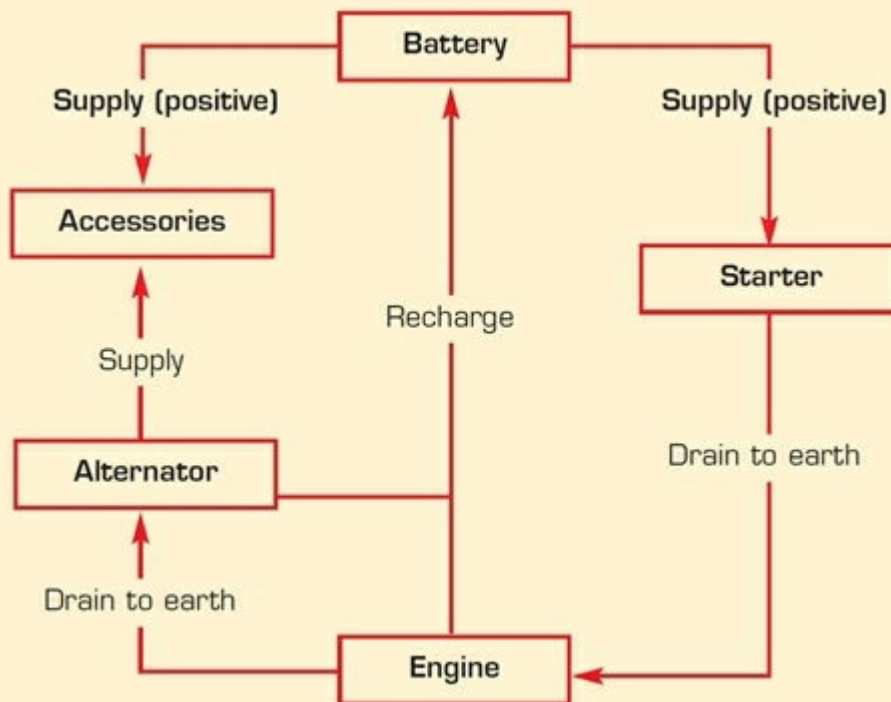 Battery
Supply (positive)
Supply (positive)
Accessories
Starter
Recharge
Supply
Drain to earth
Alternator
Drain to earth
Engine